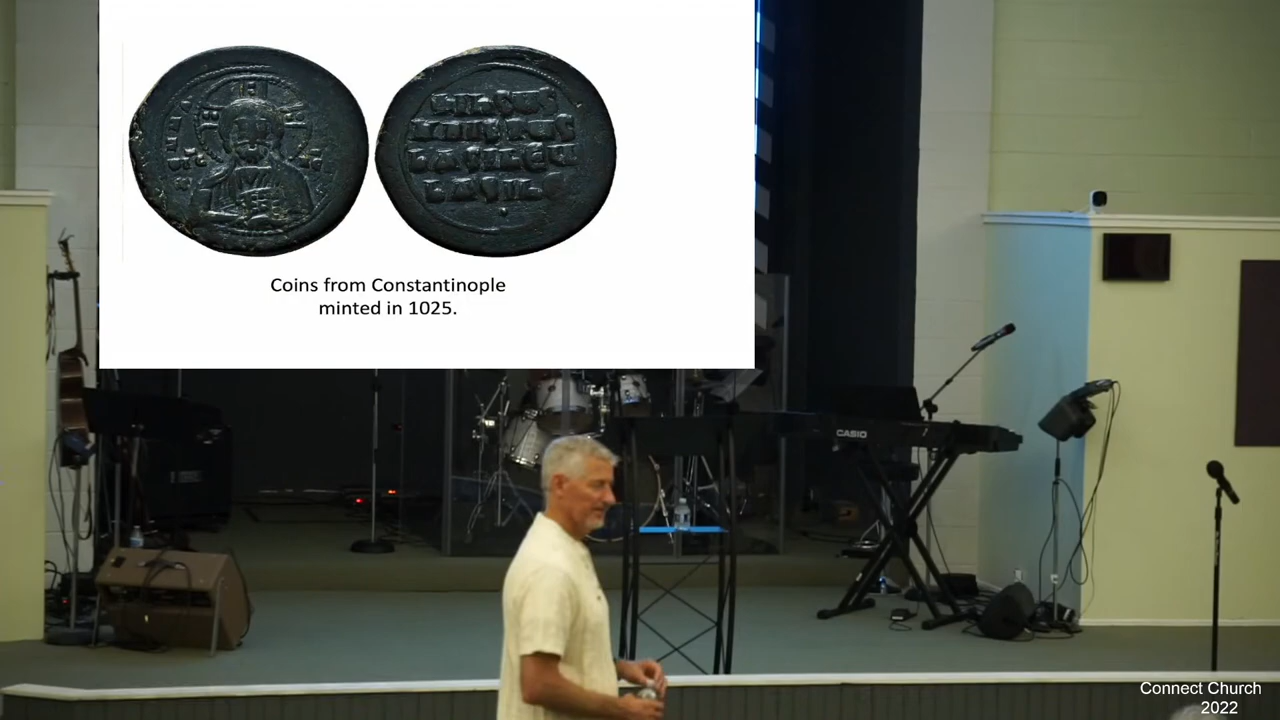 Coins from Constantinople
minted in 1025.
CASIO
Connect Church
2022